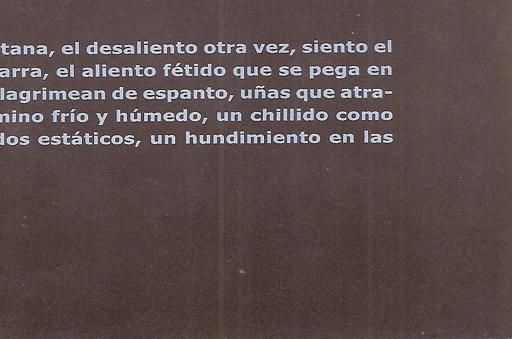 tana, el desaliento otra vez, siento el
arra, el aliento fétido que se pega en
lagrimean de espanto, uñas que atra-
mino frío y húmedo, un chillido como
dos estáticos, un hundimiento en las